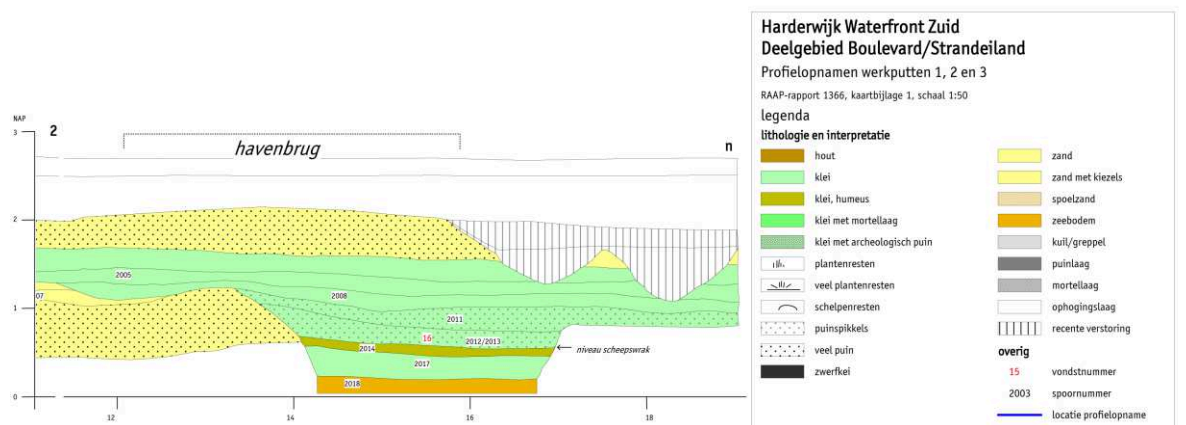 NAP
3
2
n
havenbrug
2
2005
07
2008
1
2011
16
2012/2013
2014
niveau scheepswrak
2017
2018
0
12
14
16
18
Harderwijk Waterfront Zuid
Deelgebied Boulevard/Strandeiland
Profielopnamen werkputten 1, 2 en 3
RAAP-rapport 1366, kaartbijlage 1, schaal 1:50
legenda
lithologie en interpretatie
hout
klei
klei, humeus
klei met mortellaag
klei met archeologisch puin
plantenresten
veel plantenresten
schelpenresten
puinspikkels
veel puin
zwerfkei
zand
zand met kiezels
spoelzand
zeebodem
kuil/greppel
puinlaag
mortellaag
ophogingslaag
recente verstoring
overig
15 vondstnummer
2003 spoornummer
locatie profielopname